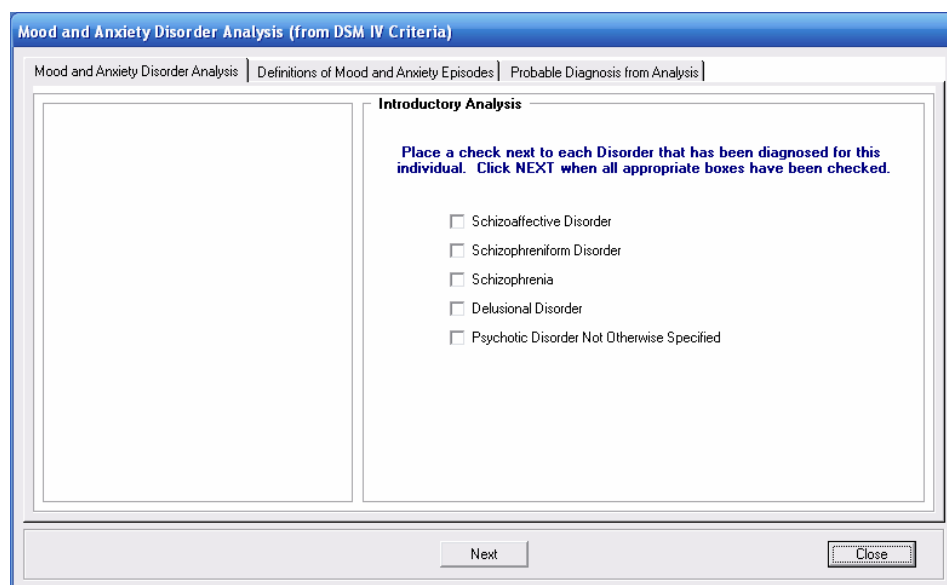 Mood and Anxiety Disorder Analysis (from DSM IV Criteria)
Mood and Anxiety Disorder Analysis Definitions of Mood and Anxiety Episodes Probable Diagnosis from Analysis
Introductory Analysis
Place a check next to each Disorder that has been diagnosed for this
individual. Click NEXT when all appropriate boxes have been checked.
Schizoaffective Disorder
Schizophreniform Disorder
Schizophrenia
Delusional Disorder
Psychotic Disorder Not Otherwise Specified
Next Close